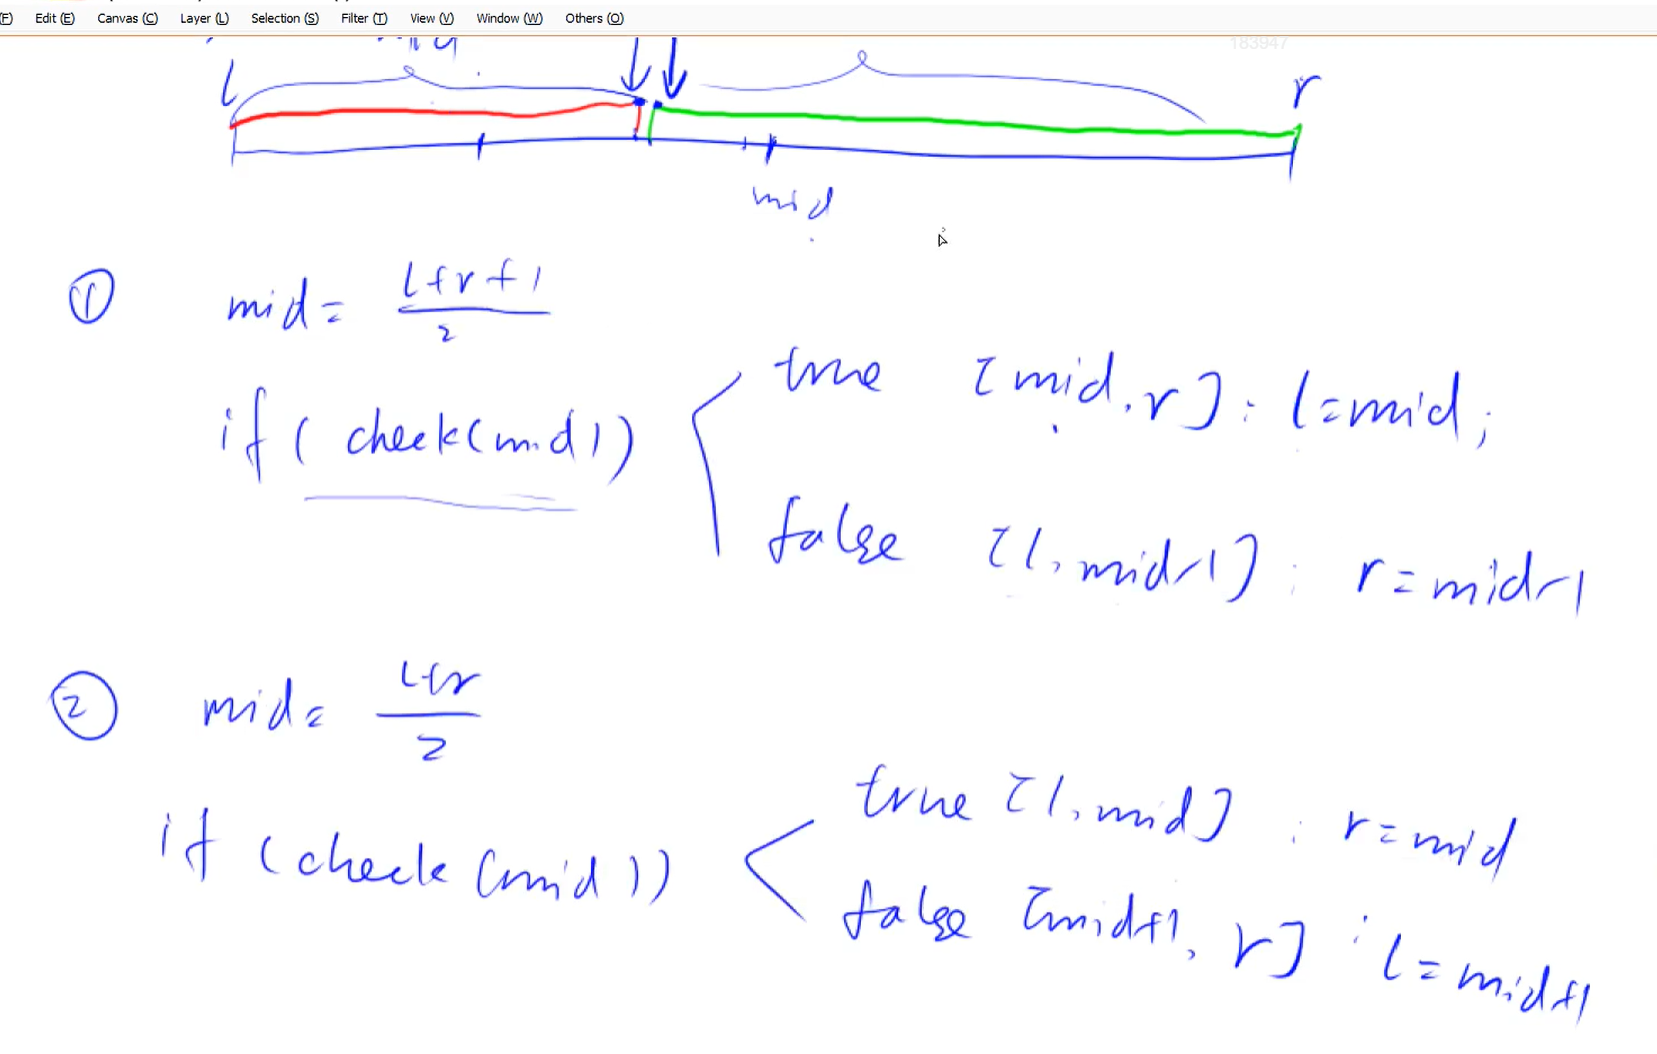 (F) Edit (E) Canvas (C) Layer (L) Selection (S) Filter (T) View (V) Window (W) Others (O)
183947
l r
mid
① mid = l+r+1
2
if ( check(mid)) true [mid, r] : l=mid;
false [l, mid-1] : r=mid-1
② mid = l+r
2
if (check (mid)) true [l, mid] : r=mid
false [mid+1, r] : l=mid+1